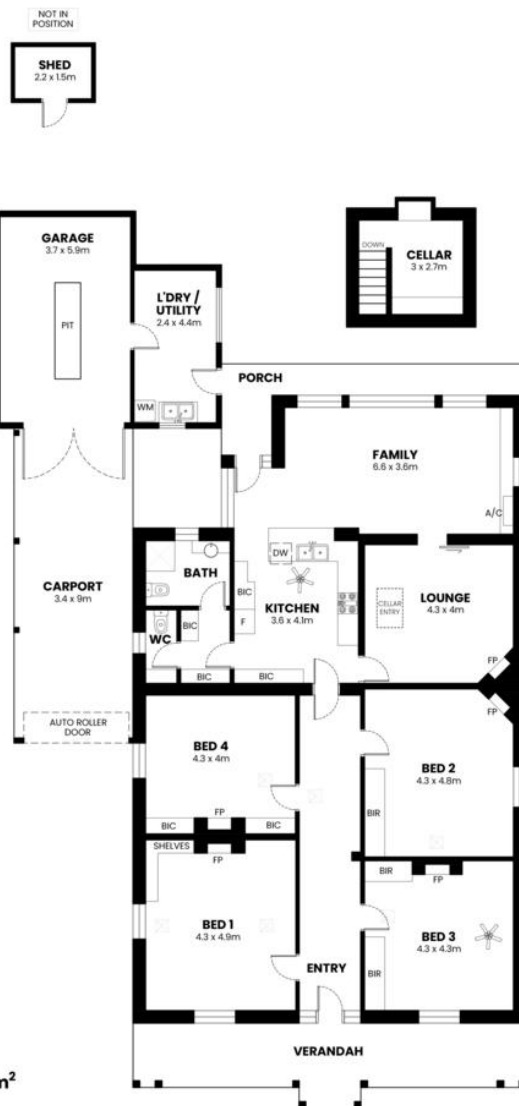 NOT IN
POSITION
SHED
2.2 x 1.5m
GARAGE
3.7 x 5.9m
PIT
L'DRY /
UTILITY
2.4 x 4.4m
WM
DOWN
CELLAR
3 x 2.7m
PORCH
FAMILY
6.6 x 3.6m
A/C
CARPORT
3.4 x 9m
AUTO ROLLER
DOOR
BATH
WC
BIC
BIC
DW
BIC
F
KITCHEN
3.6 x 4.1m
BIC
LOUNGE
4.3 x 4m
CELLAR
ENTRY
FP
FP
BED 4
4.3 x 4m
BIC
FP
BIC
BED 2
4.3 x 4.8m
BIR
SHELVES
FP
BED 1
4.3 x 4.9m
BIR
FP
BED 3
4.3 x 4.3m
BIR
ENTRY
VERANDAH
m²